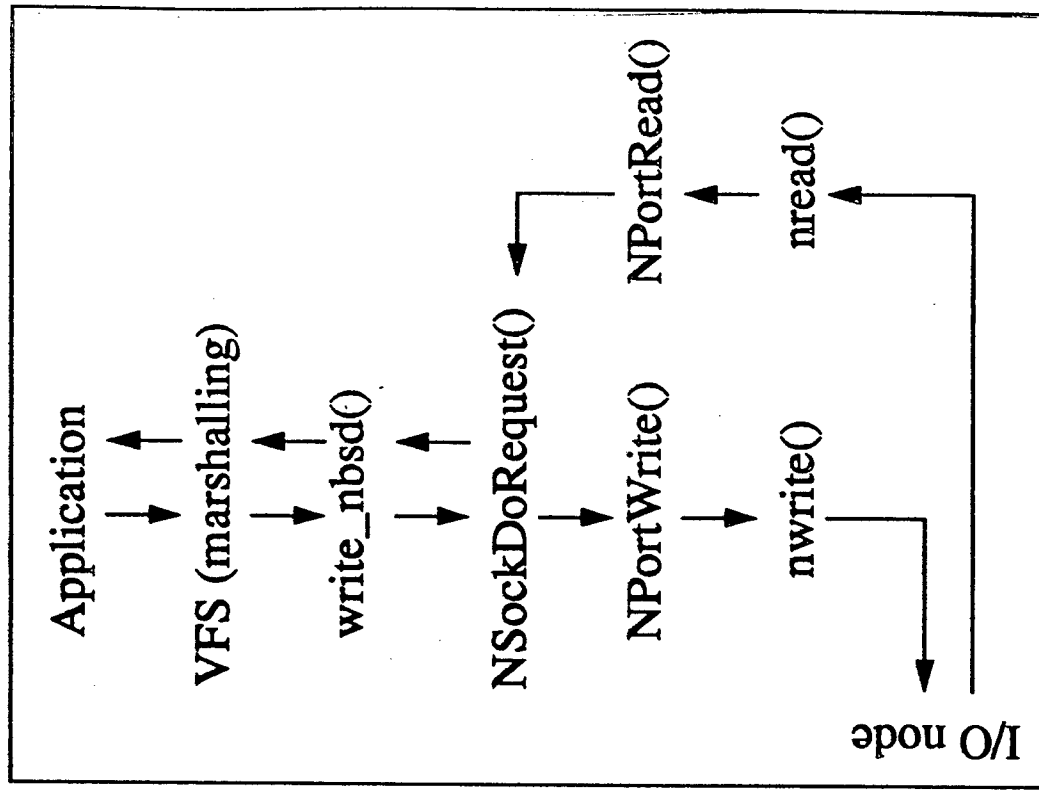 Application
VFS (marshalling)
write_nbsd()
NSockDoRequest()
NPortWrite()
NPortRead()
nwrite()
nread()
I/O node